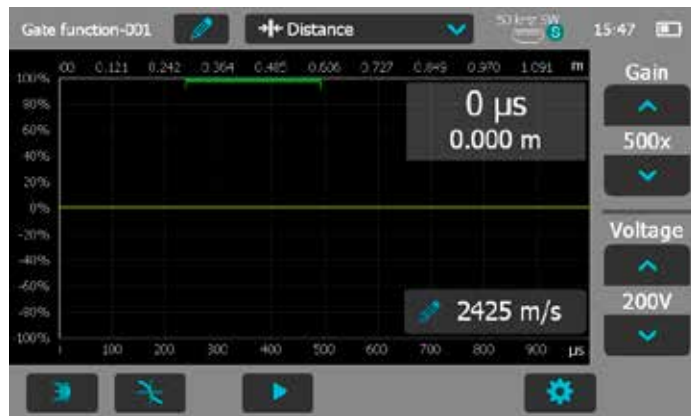 Gate function-001
Distance
50 kHz SW
S
15:47
0.121 0.242 0.364 0.485 0.606 0.727 0.849 0.970 1.091 m
100%
80%
60%
40%
20%
0%
-20%
-40%
-60%
-80%
-100%
0 µs
0.000 m
2425 m/s
100 200 300 400 500 600 700 800 900 µs
Gain
500x
Voltage
200V